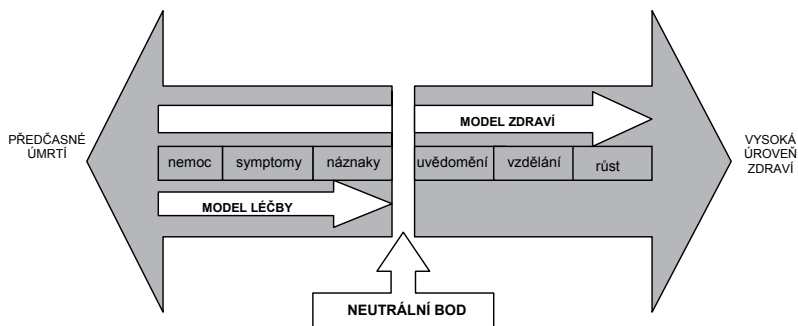 MODEL ZDRAVÍ
PŘEDČASNÉ
ÚMRTÍ
nemoc symptomy náznaky uvědomění vzdělání růst
VYSOKÁ
ÚROVEŇ
ZDRAVÍ
MODEL LÉČBY
NEUTRÁLNÍ BOD